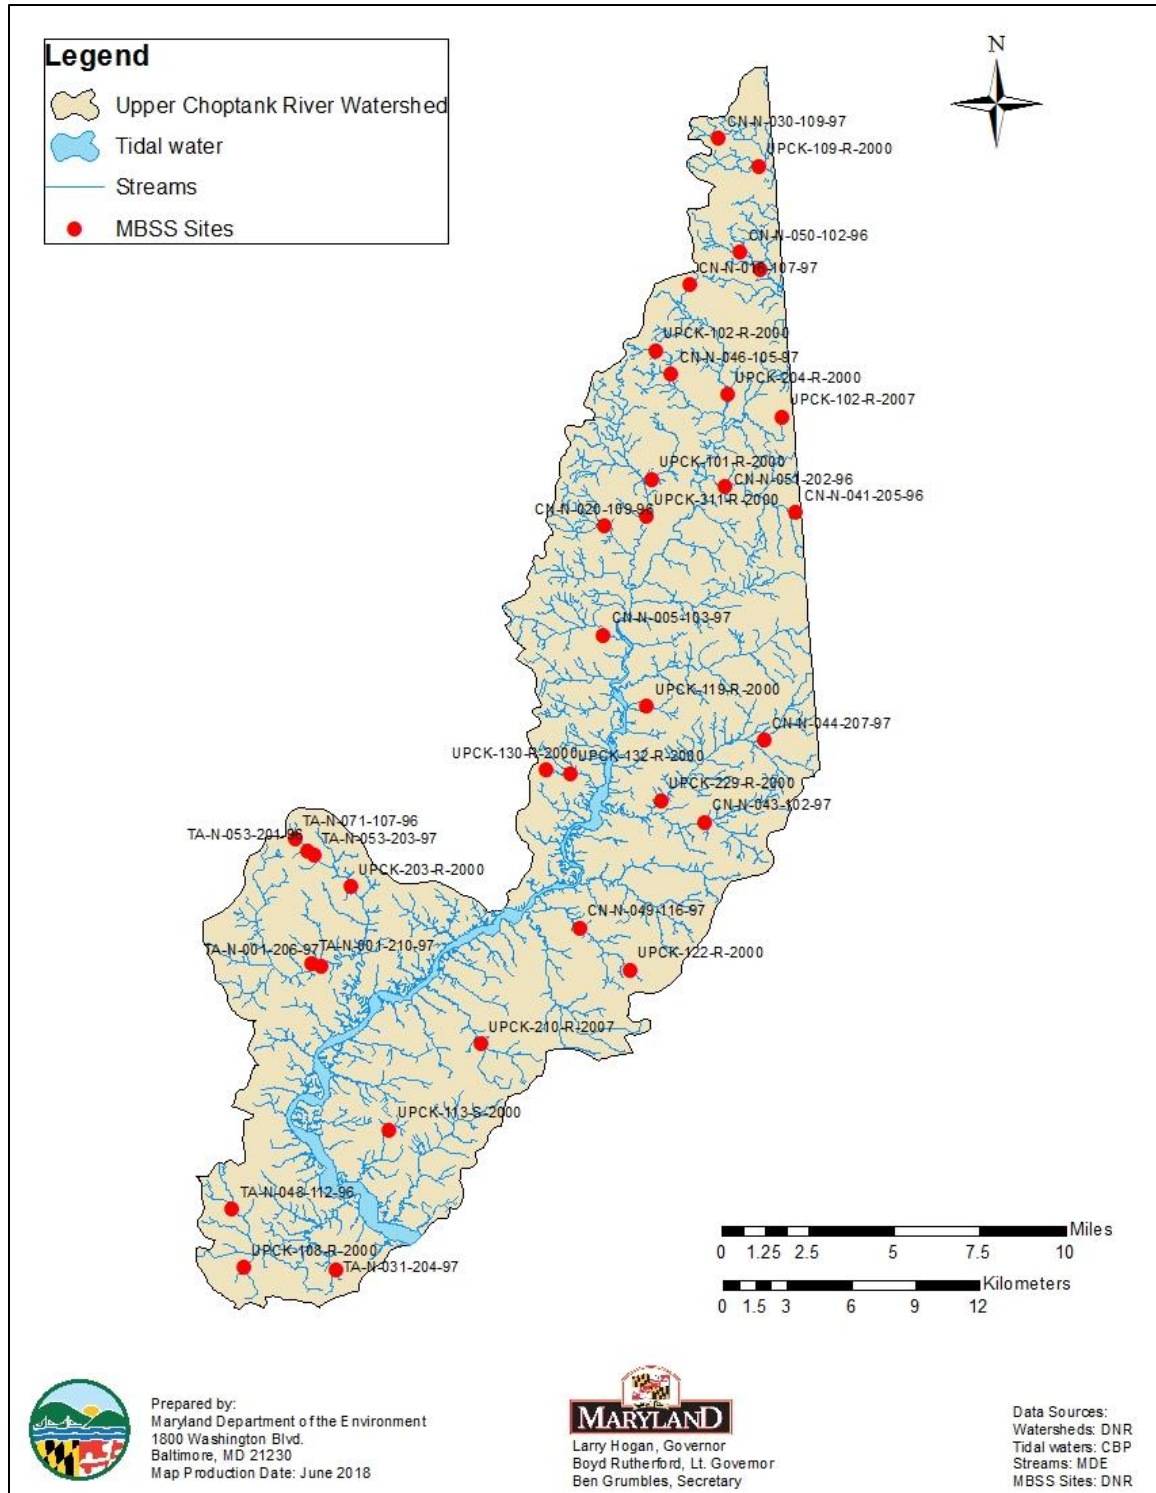 Legend
Upper Choptank River Watershed
Tidal water
Streams
MBSS Sites
N
CN-N-030-109-97
UPCK-109-R-2000
CN-N-050-102-96
CN-N-016-107-97
UPCK-102-R-2000
CN-N-046-105-97
UPCK-204-R-2000
UPCK-102-R-2007
UPCK-101-R-2000
CN-N-051-202-96
CN-N-041-205-96
UPCK-311-R-2000
CN-N-020-109-96
CN-N-005-103-97
UPCK-119-R-2000
CN-N-044-207-97
UPCK-130-R-2000
UPCK-132-R-2000
UPCK-229-R-2000
CN-N-043-102-97
TA-N-071-107-96
TA-N-053-201-96
TA-N-053-203-97
UPCK-203-R-2000
CN-N-049-116-97
TA-N-001-206-97
TA-N-001-210-97
UPCK-122-R-2000
UPCK-210-R-2007
UPCK-113-S-2000
TA-N-048-112-96
UPCK-108-R-2000
TA-N-031-204-97
Miles
0 1.25 2.5 5 7.5 10
Kilometers
0 1.5 3 6 9 12
Prepared by:
Maryland Department of the Environment
1800 Washington Blvd.
Baltimore, MD 21230
Map Production Date: June 2018
MARYLAND
Larry Hogan, Governor
Boyd Rutherford, Lt. Governor
Ben Grumbles, Secretary
Data Sources:
Watersheds: DNR
Tidal waters: CBP
Streams: MDE
MBSS Sites: DNR